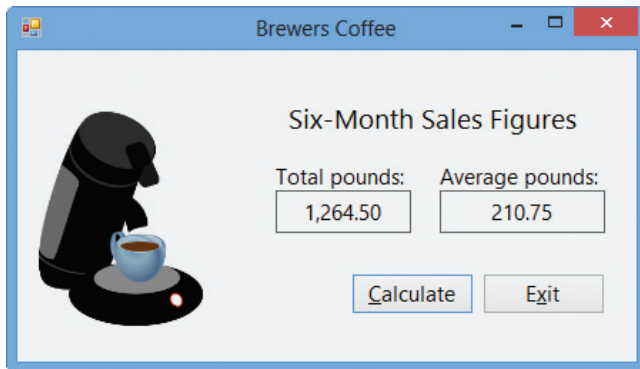 Brewers Coffee
Six-Month Sales Figures
Total pounds: Average pounds:
1,264.50 210.75
Calculate Exit